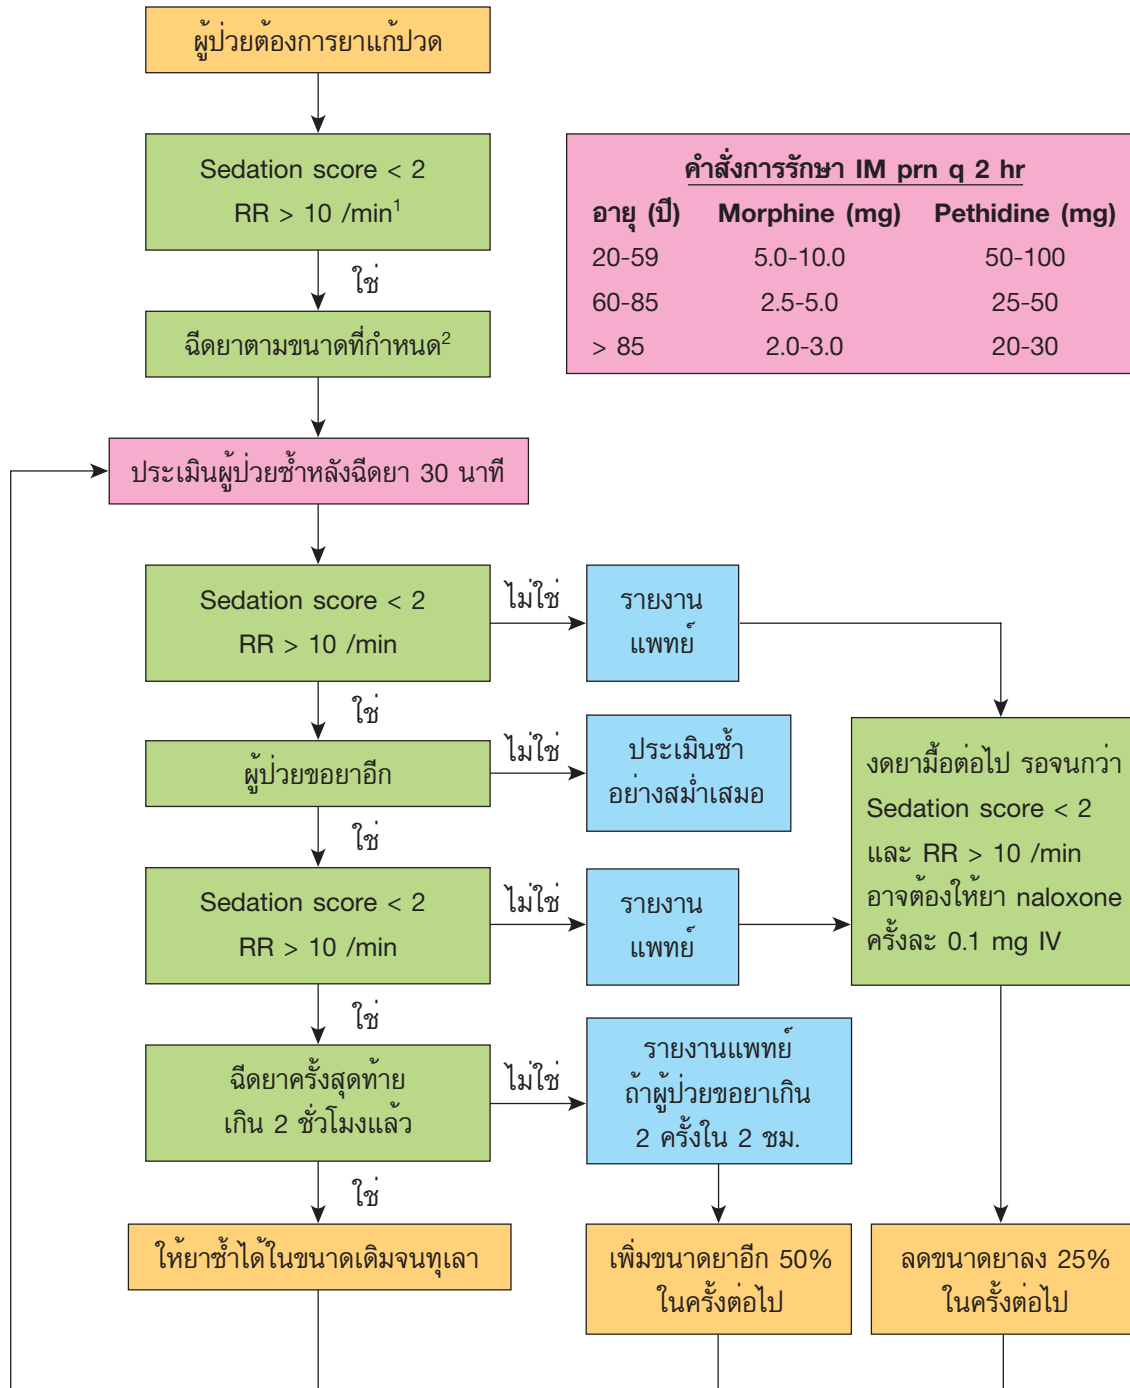 ผู้ป่วยต้องการยาแก้ปวด
Sedation score < 2
RR > 10 /min¹
ใช่
ฉีดยาตามขนาดที่กำหนด²
คำสั่งการรักษา IM prn q 2 hr
อายุ (ปี) Morphine (mg) Pethidine (mg)
20-59 5.0-10.0 50-100
60-85 2.5-5.0 25-50
> 85 2.0-3.0 20-30
ประเมินผู้ป่วยซ้ำหลังฉีดยา 30 นาที
Sedation score < 2
RR > 10 /min
ไม่ใช่
รายงาน
แพทย์
ใช่
ผู้ป่วยขอยาอีก
ไม่ใช่
ประเมินซ้ำ
อย่างสม่ำเสมอ
ใช่
Sedation score < 2
RR > 10 /min
ไม่ใช่
รายงาน
แพทย์
งดยามื้อต่อไป รอจนกว่า
Sedation score < 2
และ RR > 10 /min
อาจต้องให้ยา naloxone
ครั้งละ 0.1 mg IV
ใช่
ฉีดยาครั้งสุดท้าย
เกิน 2 ชั่วโมงแล้ว
ไม่ใช่
รายงานแพทย์
ถ้าผู้ป่วยขอยาเกิน
2 ครั้งใน 2 ชม.
ใช่
ให้ยาซ้ำได้ในขนาดเดิมจนทุเลา
เพิ่มขนาดยาอีก 50%
ในครั้งต่อไป
ลดขนาดยาลง 25%
ในครั้งต่อไป